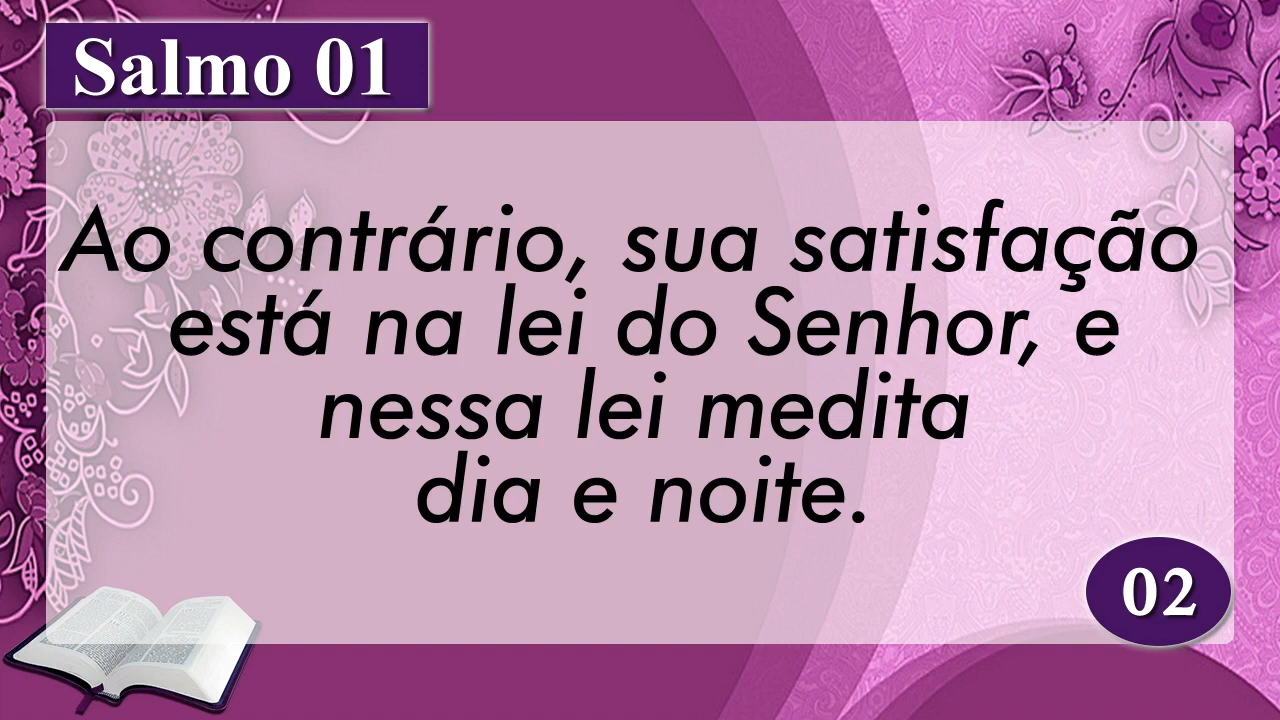 Salmo 01
Ao contrário, sua satisfação
está na lei do Senhor, e
nessa lei medita
dia e noite.
02